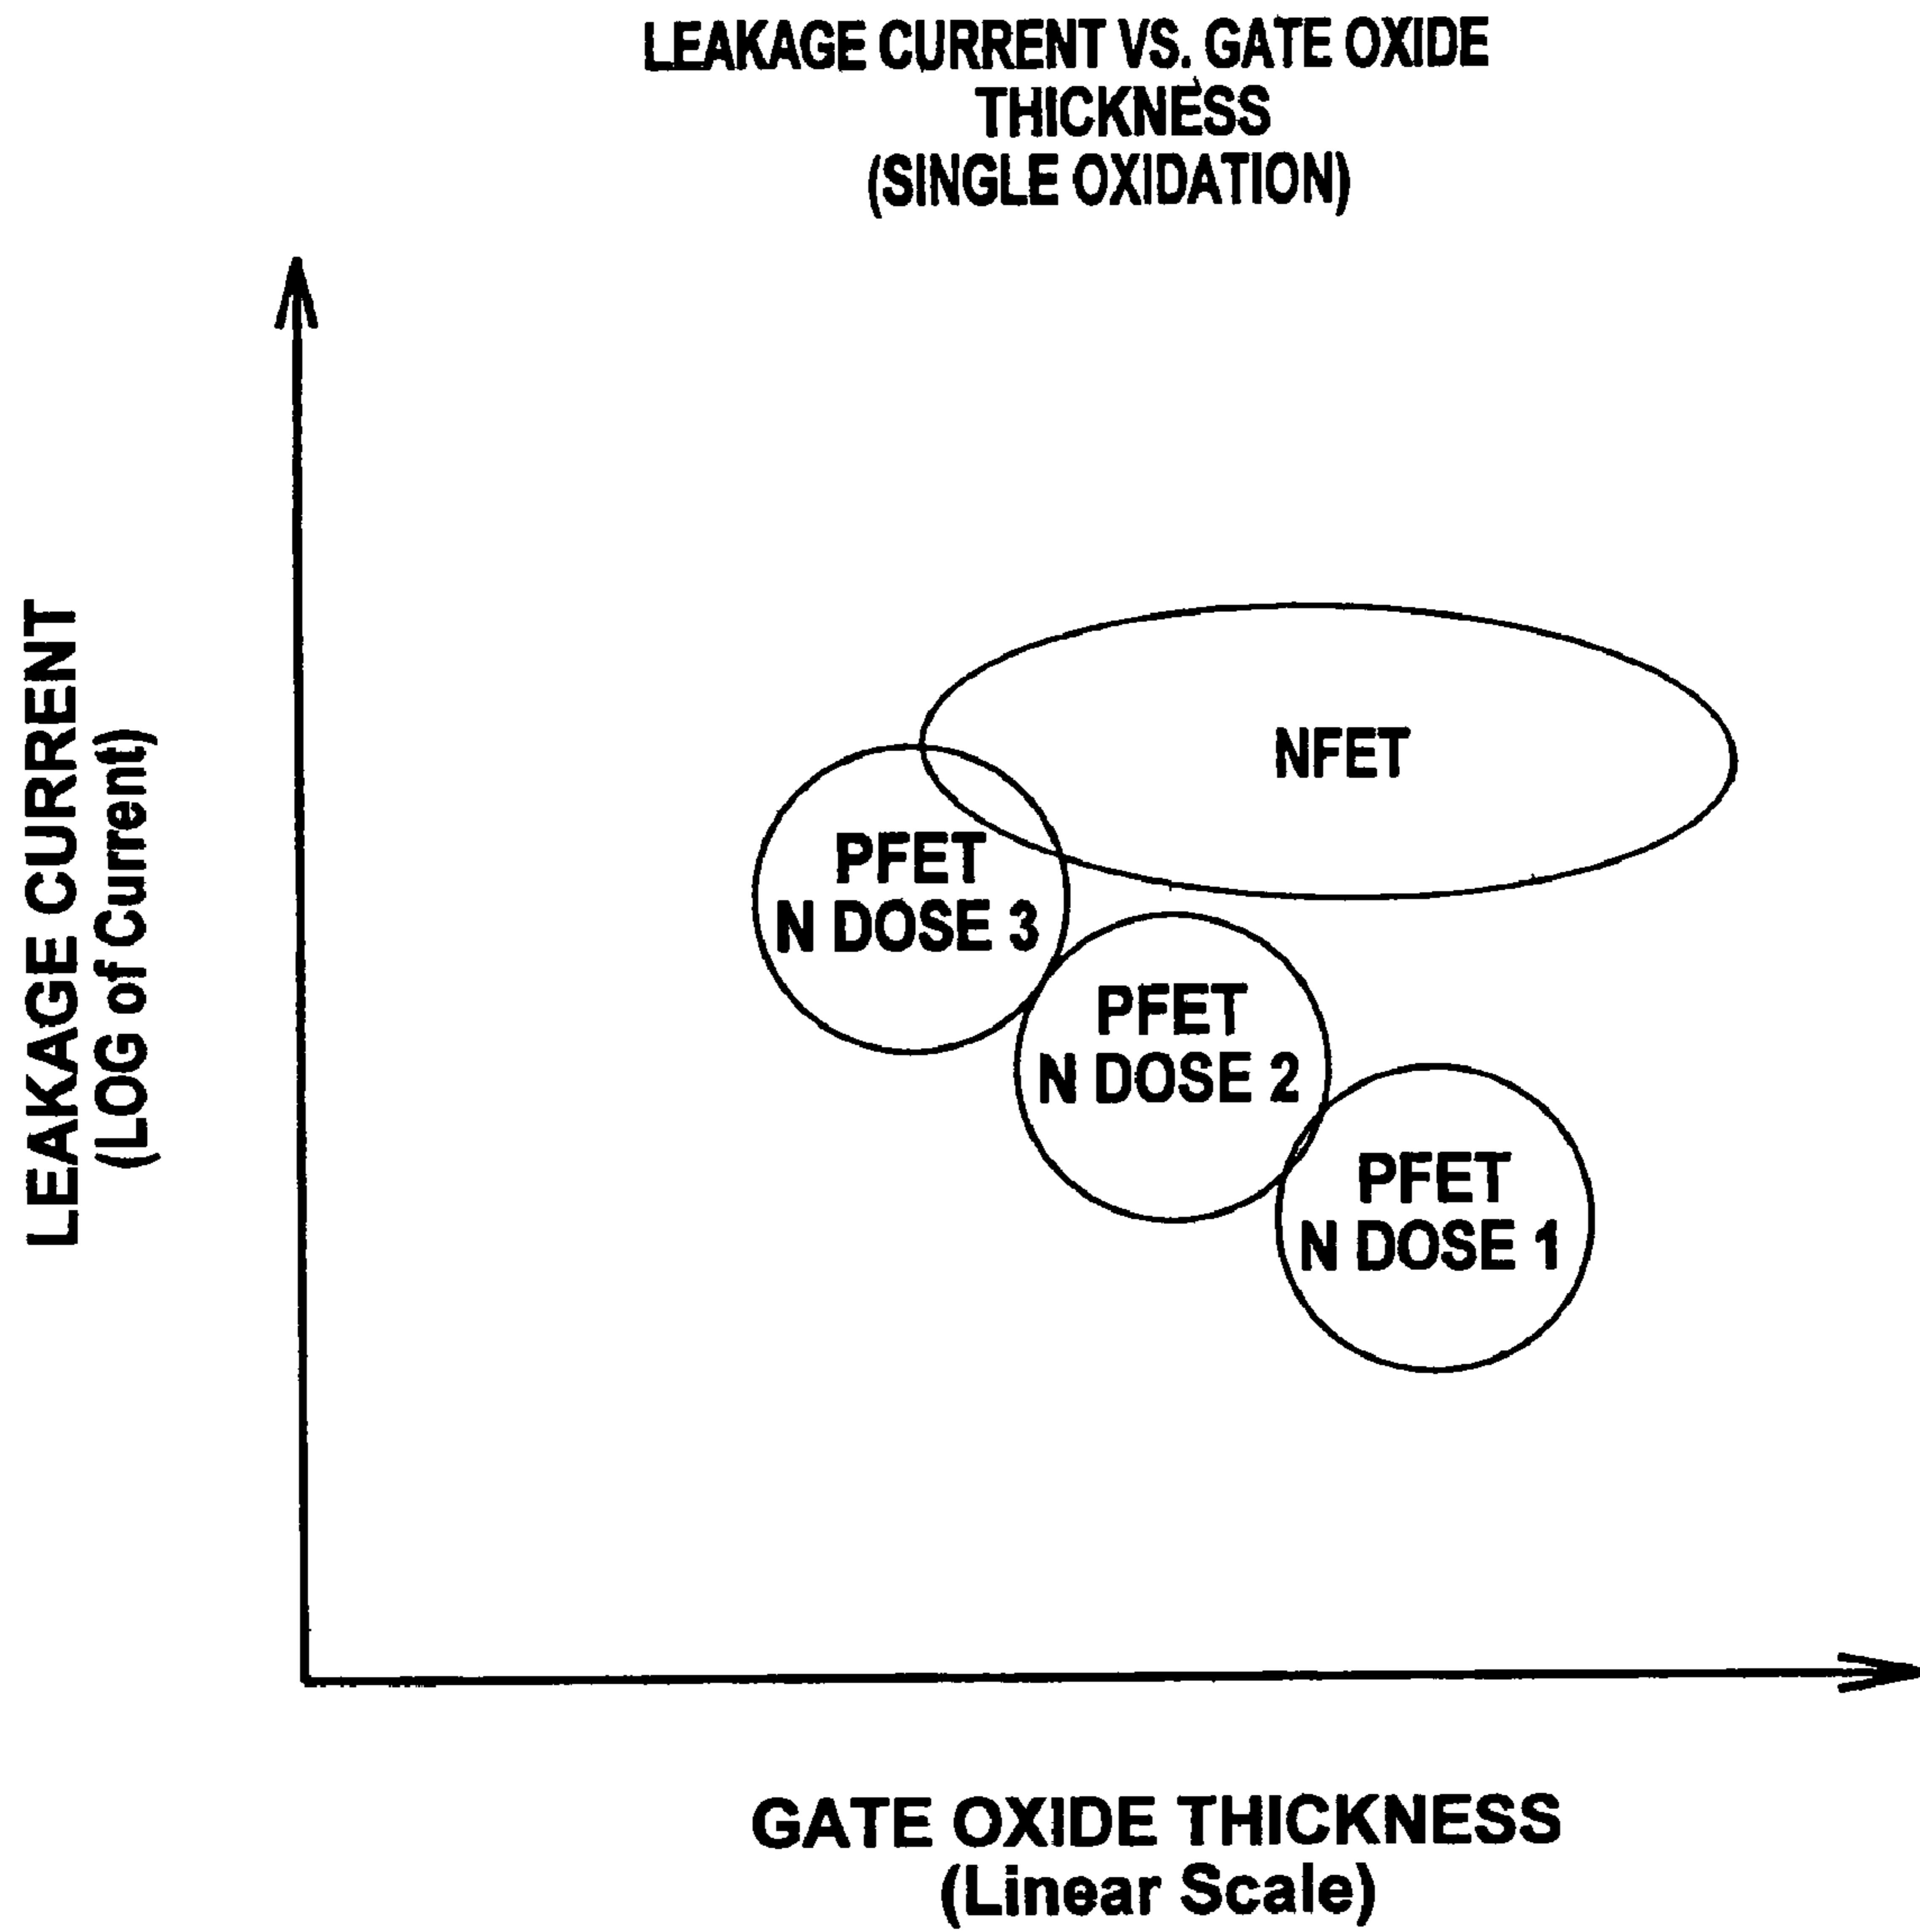 LEAKAGE CURRENT VS. GATE OXIDE
THICKNESS
(SINGLE OXIDATION)
LEAKAGE CURRENT
(LOG of Current)
NFET
PFET
N DOSE 3
PFET
N DOSE 2
PFET
N DOSE 1
GATE OXIDE THICKNESS
(Linear Scale)